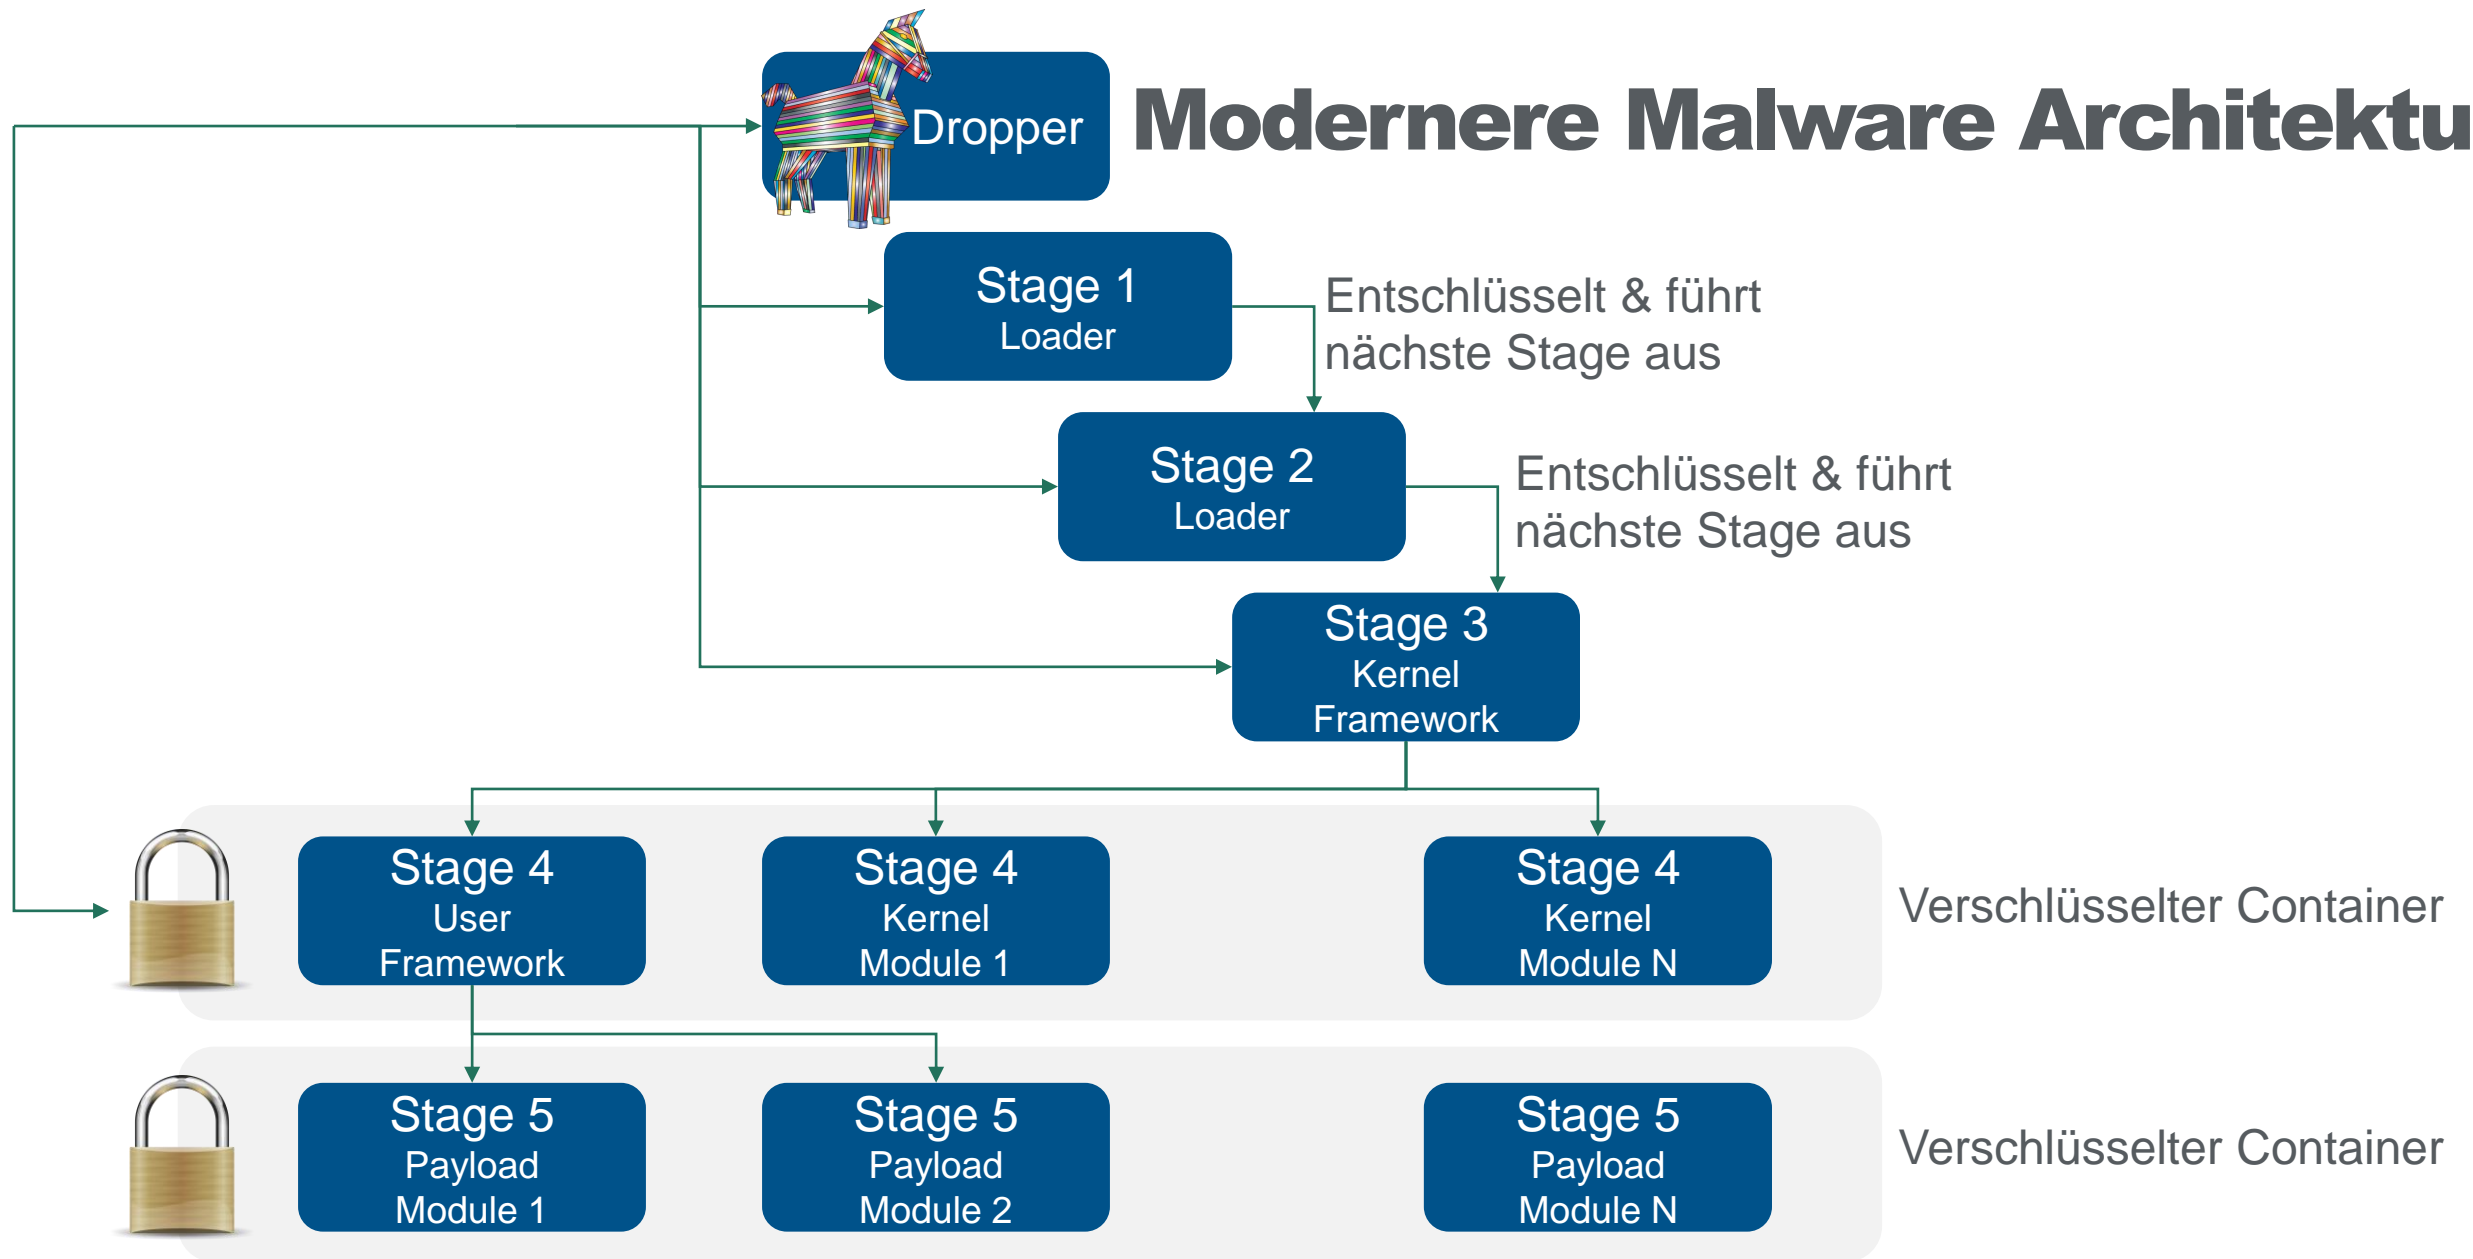 Dropper
Modernere Malware Architektu
Stage 1
Loader
Entschlüsselt & führt
nächste Stage aus
Stage 2
Loader
Entschlüsselt & führt
nächste Stage aus
Stage 3
Kernel
Framework
Stage 4
User
Framework
Stage 4
Kernel
Module 1
Stage 4
Kernel
Module N
Verschlüsselter Container
Stage 5
Payload
Module 1
Stage 5
Payload
Module 2
Stage 5
Payload
Module N
Verschlüsselter Container